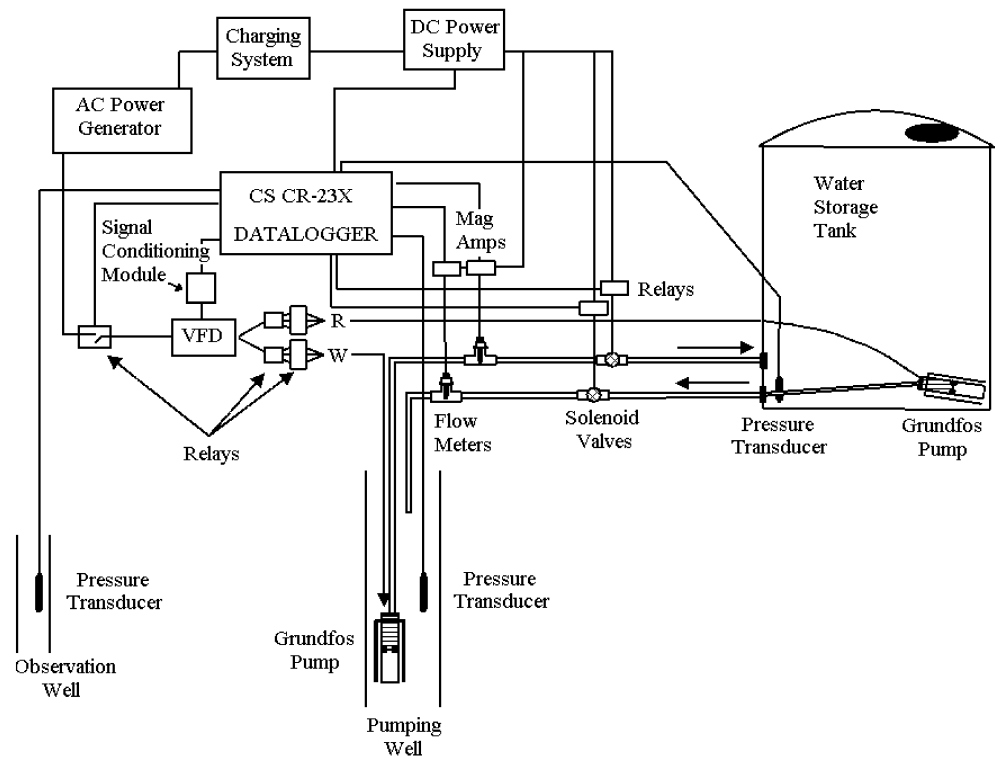 Charging
System
DC Power
Supply
AC Power
Generator
CS CR-23X
DATALOGGER
Signal
Conditioning
Module
Mag
Amps
Water
Storage
Tank
Relays
VFD
R
W
Relays
Flow
Meters
Solenoid
Valves
Pressure
Transducer
Grundfos
Pump
Pressure
Transducer
Pressure
Transducer
Grundfos
Pump
Observation
Well
Pumping
Well